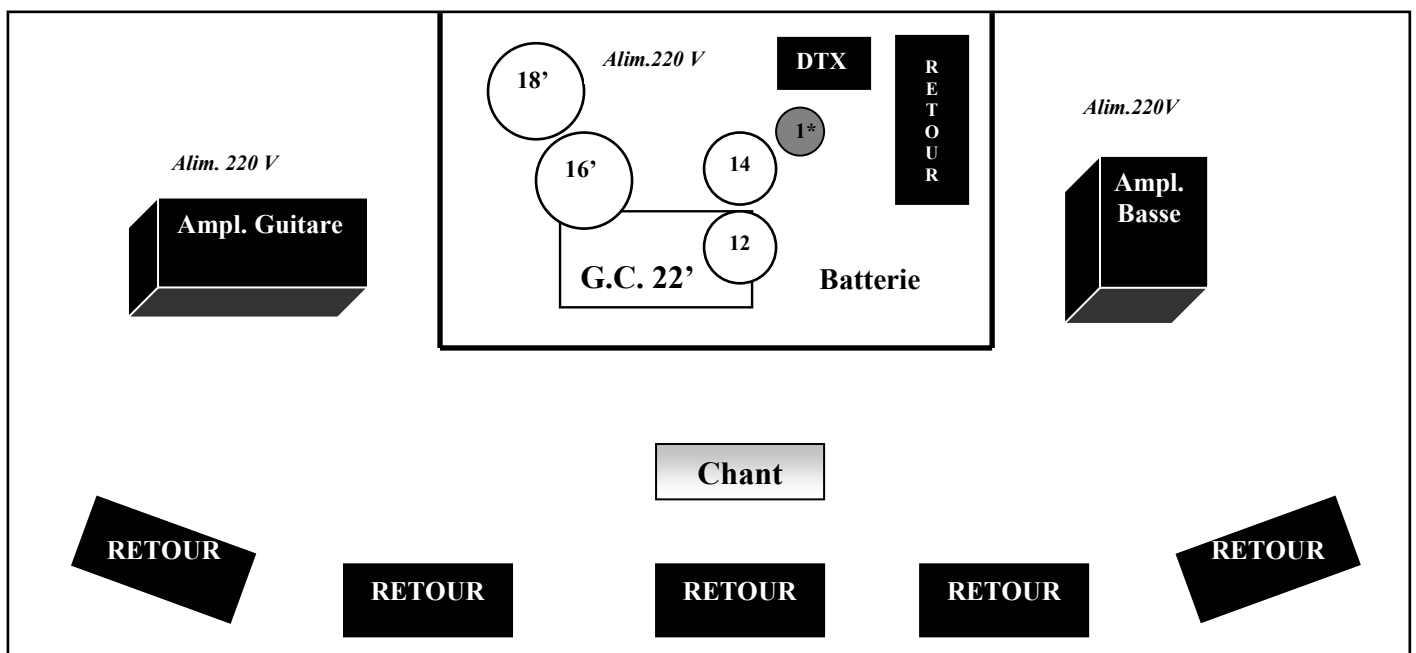 18’
Alim.220 V
DTX
R
E
T
O
U
R
1*
Alim.220V
Alim. 220 V
16’
14
Ampl. Guitare
Ampl.
Basse
12
G.C. 22’
Batterie
Chant
RETOUR
RETOUR
RETOUR
RETOUR
RETOUR